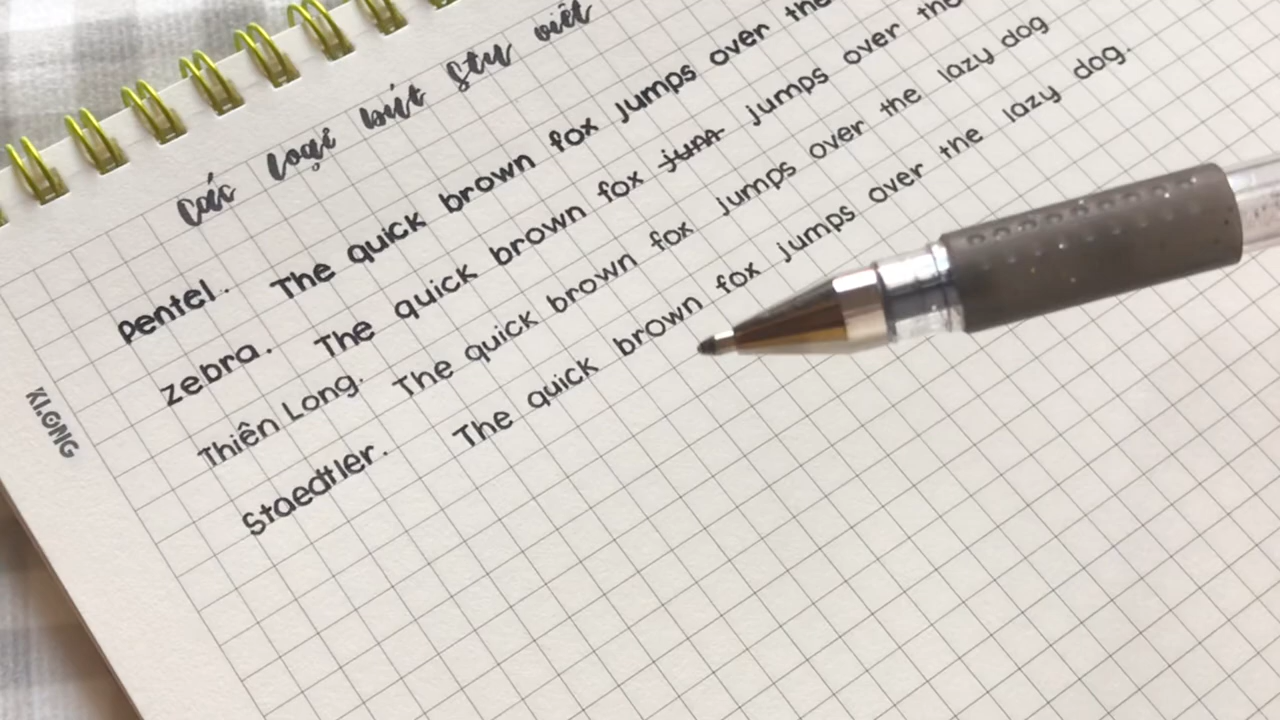 Các loại bút Stu viết
Pentel. The quick brown fox jumps over the
zebra. The quick brown fox jumps over the
Thiên Long. The quick brown fox jumps over the lazy dog
Staedtler. The quick brown fox jumps over the lazy dog.
KLONG